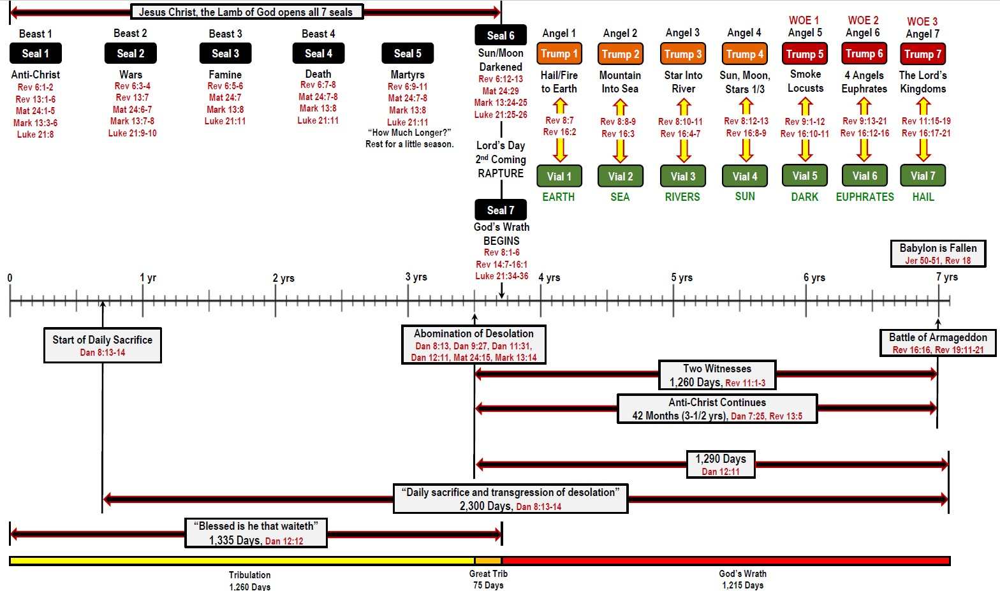 Jesus Christ, the Lamb of God opens all 7 seals
Beast 1
Seal 1
Anti-Christ
Rev 6:1-2
Rev 13:1-6
Mat 24:1-5
Mark 13:3-6
Luke 21:8
Beast 2
Seal 2
Wars
Rev 6:3-4
Rev 13:7
Mat 24:6-7
Mark 13:7-8
Luke 21:9-10
Beast 3
Seal 3
Famine
Rev 6:5-6
Mat 24:7
Mark 13:8
Luke 21:11
Beast 4
Seal 4
Death
Rev 6:7-8
Mat 24:7-8
Mark 13:8
Luke 21:11
Seal 5
Martyrs
Rev 6:9-11
Mat 24:7-8
Mark 13:8
Luke 21:11
“How Much Longer?”
Rest for a little season.
Seal 6
Sun/Moon
Darkened
Rev 6:12-13
Mat 24:29
Mark 13:24-25
Luke 21:25-26
Lord’s Day
2nd Coming
RAPTURE
Seal 7
God’s Wrath
BEGINS
Rev 8:1-6
Rev 14:7-16:1
Luke 21:34-36
Angel 1
Trump 1
Hail/Fire
to Earth
Rev 8:7
Rev 16:2
Vial 1
EARTH
Angel 2
Trump 2
Mountain
Into Sea
Rev 8:8-9
Rev 16:3
Vial 2
SEA
Angel 3
Trump 3
Star Into
River
Rev 8:10-11
Rev 16:4-7
Vial 3
RIVERS
Angel 4
Trump 4
Sun, Moon,
Stars 1/3
Rev 8:12-13
Rev 16:8-9
Vial 4
SUN
WOE 1
Angel 5
Trump 5
Smoke
Locusts
Rev 9:1-12
Rev 16:10-11
Vial 5
DARK
WOE 2
Angel 6
Trump 6
4 Angels
Euphrates
Rev 9:13-21
Rev 16:12-16
Vial 6
EUPHRATES
WOE 3
Angel 7
Trump 7
The Lord’s
Kingdoms
Rev 11:15-19
Rev 16:17-21
Vial 7
HAIL
Babylon is Fallen
Jer 50-51, Rev 18
0
1 yr
2 yrs
3 yrs
4 yrs
5 yrs
6 yrs
7 yrs
Start of Daily Sacrifice
Dan 8:13-14
Abomination of Desolation
Dan 8:13, Dan 9:27, Dan 11:31,
Dan 12:11, Mat 24:15, Mark 13:14
Battle of Armageddon
Rev 16:16, Rev 19:11-21
Two Witnesses
1,260 Days, Rev 11:1-3
Anti-Christ Continues
42 Months (3-1/2 yrs), Dan 7:25, Rev 13:5
1,290 Days
Dan 12:11
“Daily sacrifice and transgression of desolation”
2,300 Days, Dan 8:13-14
“Blessed is he that waiteth”
1,335 Days, Dan 12:12
Tribulation
1,260 Days
Great Trib
75 Days
God’s Wrath
1,215 Days